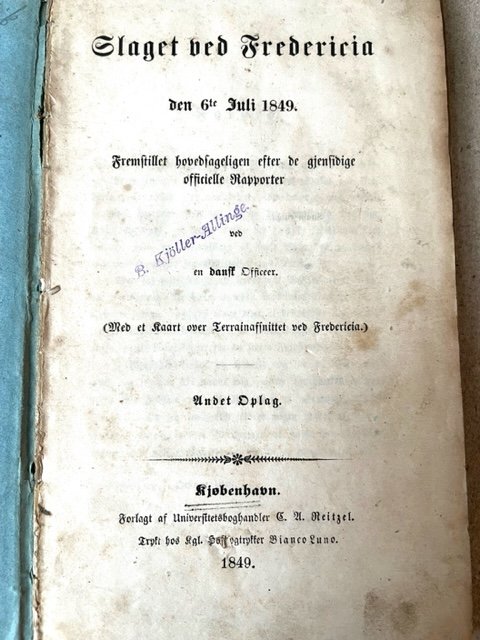 Slaget ved Fredericia
den 6te Juli 1849.
Fremstillet hovedsageligen efter de gjensidige
officielle Rapporter
B. Kjöller-Allinge.
ved
en dansk Officeer.
(Med et Kaart over Terrainafsnittet ved Fredericia.)
Andet Oplag.
Kjøbenhavn.
Forlagt af Universitetsboghandler C. A. Reitzel.
Trykt hos Kgl. Hofbogtrykker Bianco Luno.
1849.